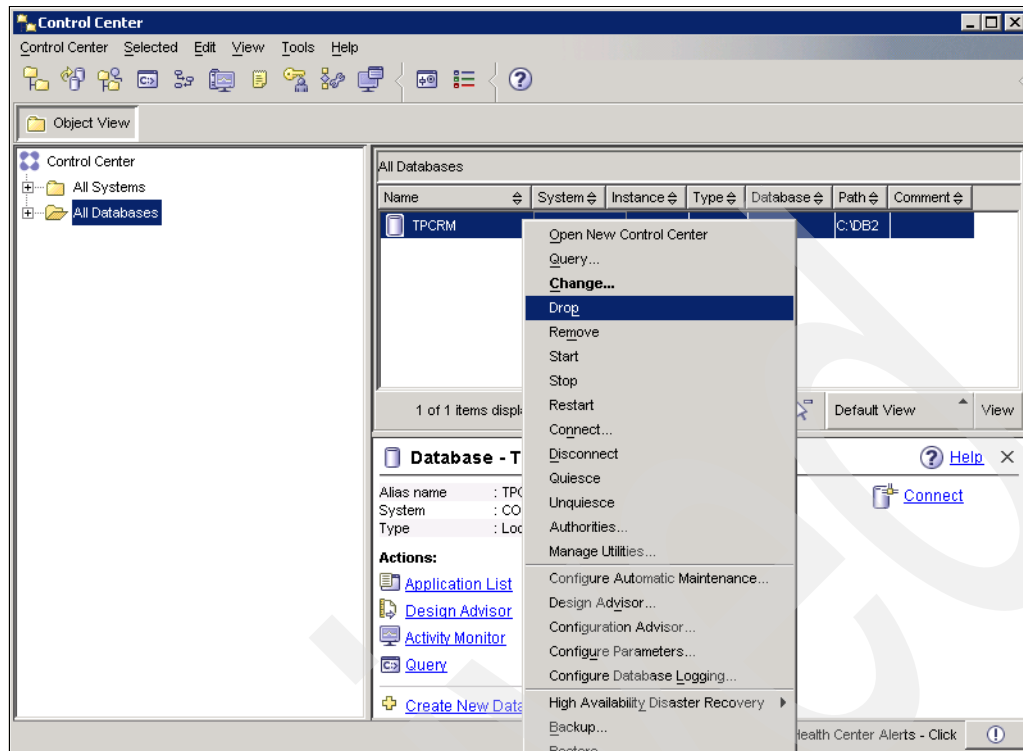 Control Center
Control Center Selected Edit View Tools Help
Object View
Control Center
All Systems
All Databases
All Databases
Name System Instance Type Database Path Comment
TPCRM C:\DB2
Open New Control Center
Query...
Change...
Drop
Remove
Start
Stop
Restart
Connect...
Disconnect
Quiesce
Unquiesce
Authorities...
Manage Utilities...
Configure Automatic Maintenance...
Design Advisor...
Configuration Advisor...
Configure Parameters...
Configure Database Logging...
High Availability Disaster Recovery
Backup...
Restore
1 of 1 items displ
Default View View
Database - T
Help
Alias name : TPC
System : CO
Type : Loc
Connect
Actions:
Application List
Design Advisor
Activity Monitor
Query
Create New Data
Health Center Alerts - Click